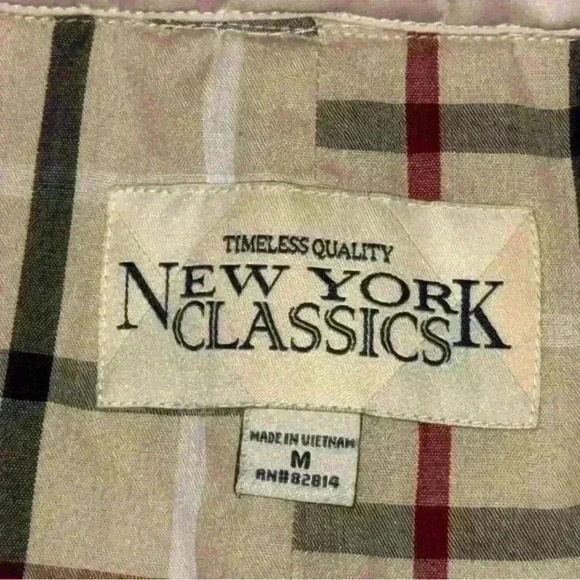 TIMELESS QUALITY
NEW YORK
CLASSICS
MADE IN VIETNAM
M
RN#82814